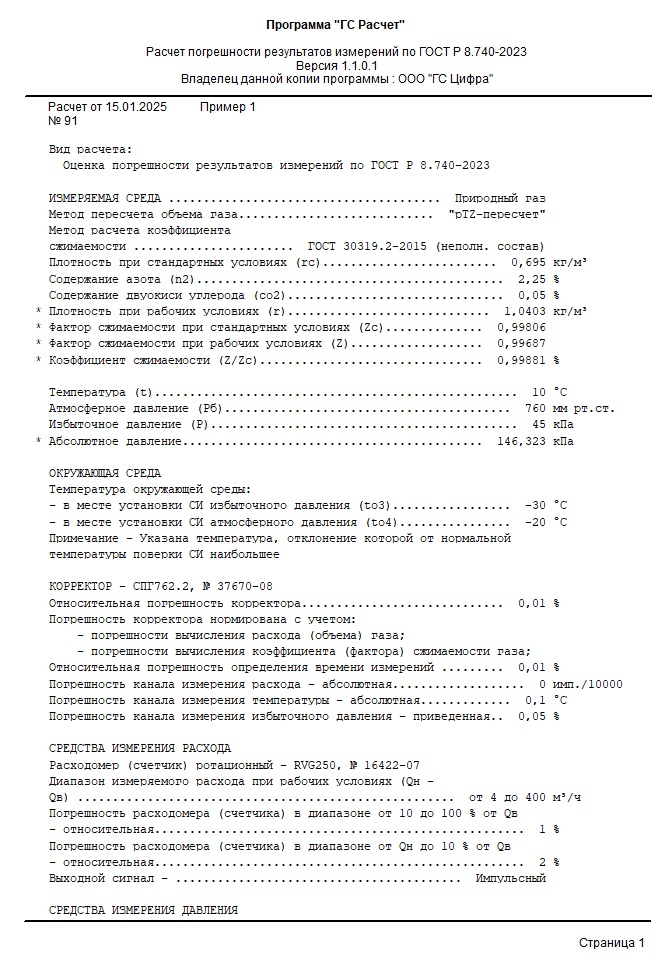 Программа "ГС Расчет"
Расчет погрешности результатов измерений по ГОСТ Р 8.740-2023
Версия 1.1.0.1
Владелец данной копии программы : ООО "ГС Цифра"
Расчет от 15.01.2025 Пример 1
№ 91
Вид расчета:
Оценка погрешности результатов измерений по ГОСТ Р 8.740-2023
ИЗМЕРЯЕМАЯ СРЕДА ....................................... Природный газ
Метод пересчета объема газа............................ "pTZ-пересчет"
Метод расчета коэффициента
сжимаемости ....................... ГОСТ 30319.2-2015 (неполн. состав)
Плотность при стандартных условиях (rc)......................... 0,695 кг/м³
Содержание азота (n2)............................................ 2,25 %
Содержание двуокиси углерода (co2)............................... 0,05 %
* Плотность при рабочих условиях (r)............................. 1,0403 кг/м³
* Фактор сжимаемости при стандартных условиях (Zc).............. 0,99806
* Фактор сжимаемости при рабочих условиях (Z)................... 0,99687
* Коэффициент сжимаемости (Z/Zc)................................ 0,99881 %
Температура (t).................................................... 10 °C
Атмосферное давление (Рб)......................................... 760 мм рт.ст.
Избыточное давление (Р)............................................ 45 кПа
* Абсолютное давление........................................... 146,323 кПа
ОКРУЖАЮЩАЯ СРЕДА
Температура окружающей среды:
- в месте установки СИ избыточного давления (to3)................. -30 °C
- в месте установки СИ атмосферного давления (to4)................ -20 °C
Примечание - Указана температура, отклонение которой от нормальной
температуры поверки СИ наибольшее
КОРРЕКТОР - СПГ762.2, № 37670-08
Относительная погрешность корректора............................. 0,01 %
Погрешность корректора нормирована с учетом:
- погрешности вычисления расхода (объема) газа;
- погрешности вычисления коэффициента (фактора) сжимаемости газа;
Относительная погрешность определения времени измерений ......... 0,01 %
Погрешность канала измерения расхода - абсолютная................... 0 имп./10000
Погрешность канала измерения температуры - абсолютная............. 0,1 °C
Погрешность канала измерения избыточного давления - приведенная.. 0,05 %
СРЕДСТВА ИЗМЕРЕНИЯ РАСХОДА
Расходомер (счетчик) ротационный - RVG250, № 16422-07
Диапазон измеряемого расхода при рабочих условиях (Qн -
Qв) ...................................................... от 4 до 400 м³/ч
Погрешность расходомера (счетчика) в диапазоне от 10 до 100 % от Qв
- относительная..................................................... 1 %
Погрешность расходомера (счетчика) в диапазоне от Qн до 10 % от Qв
- относительная..................................................... 2 %
Выходной сигнал - ......................................... Импульсный
СРЕДСТВА ИЗМЕРЕНИЯ ДАВЛЕНИЯ
Страница 1